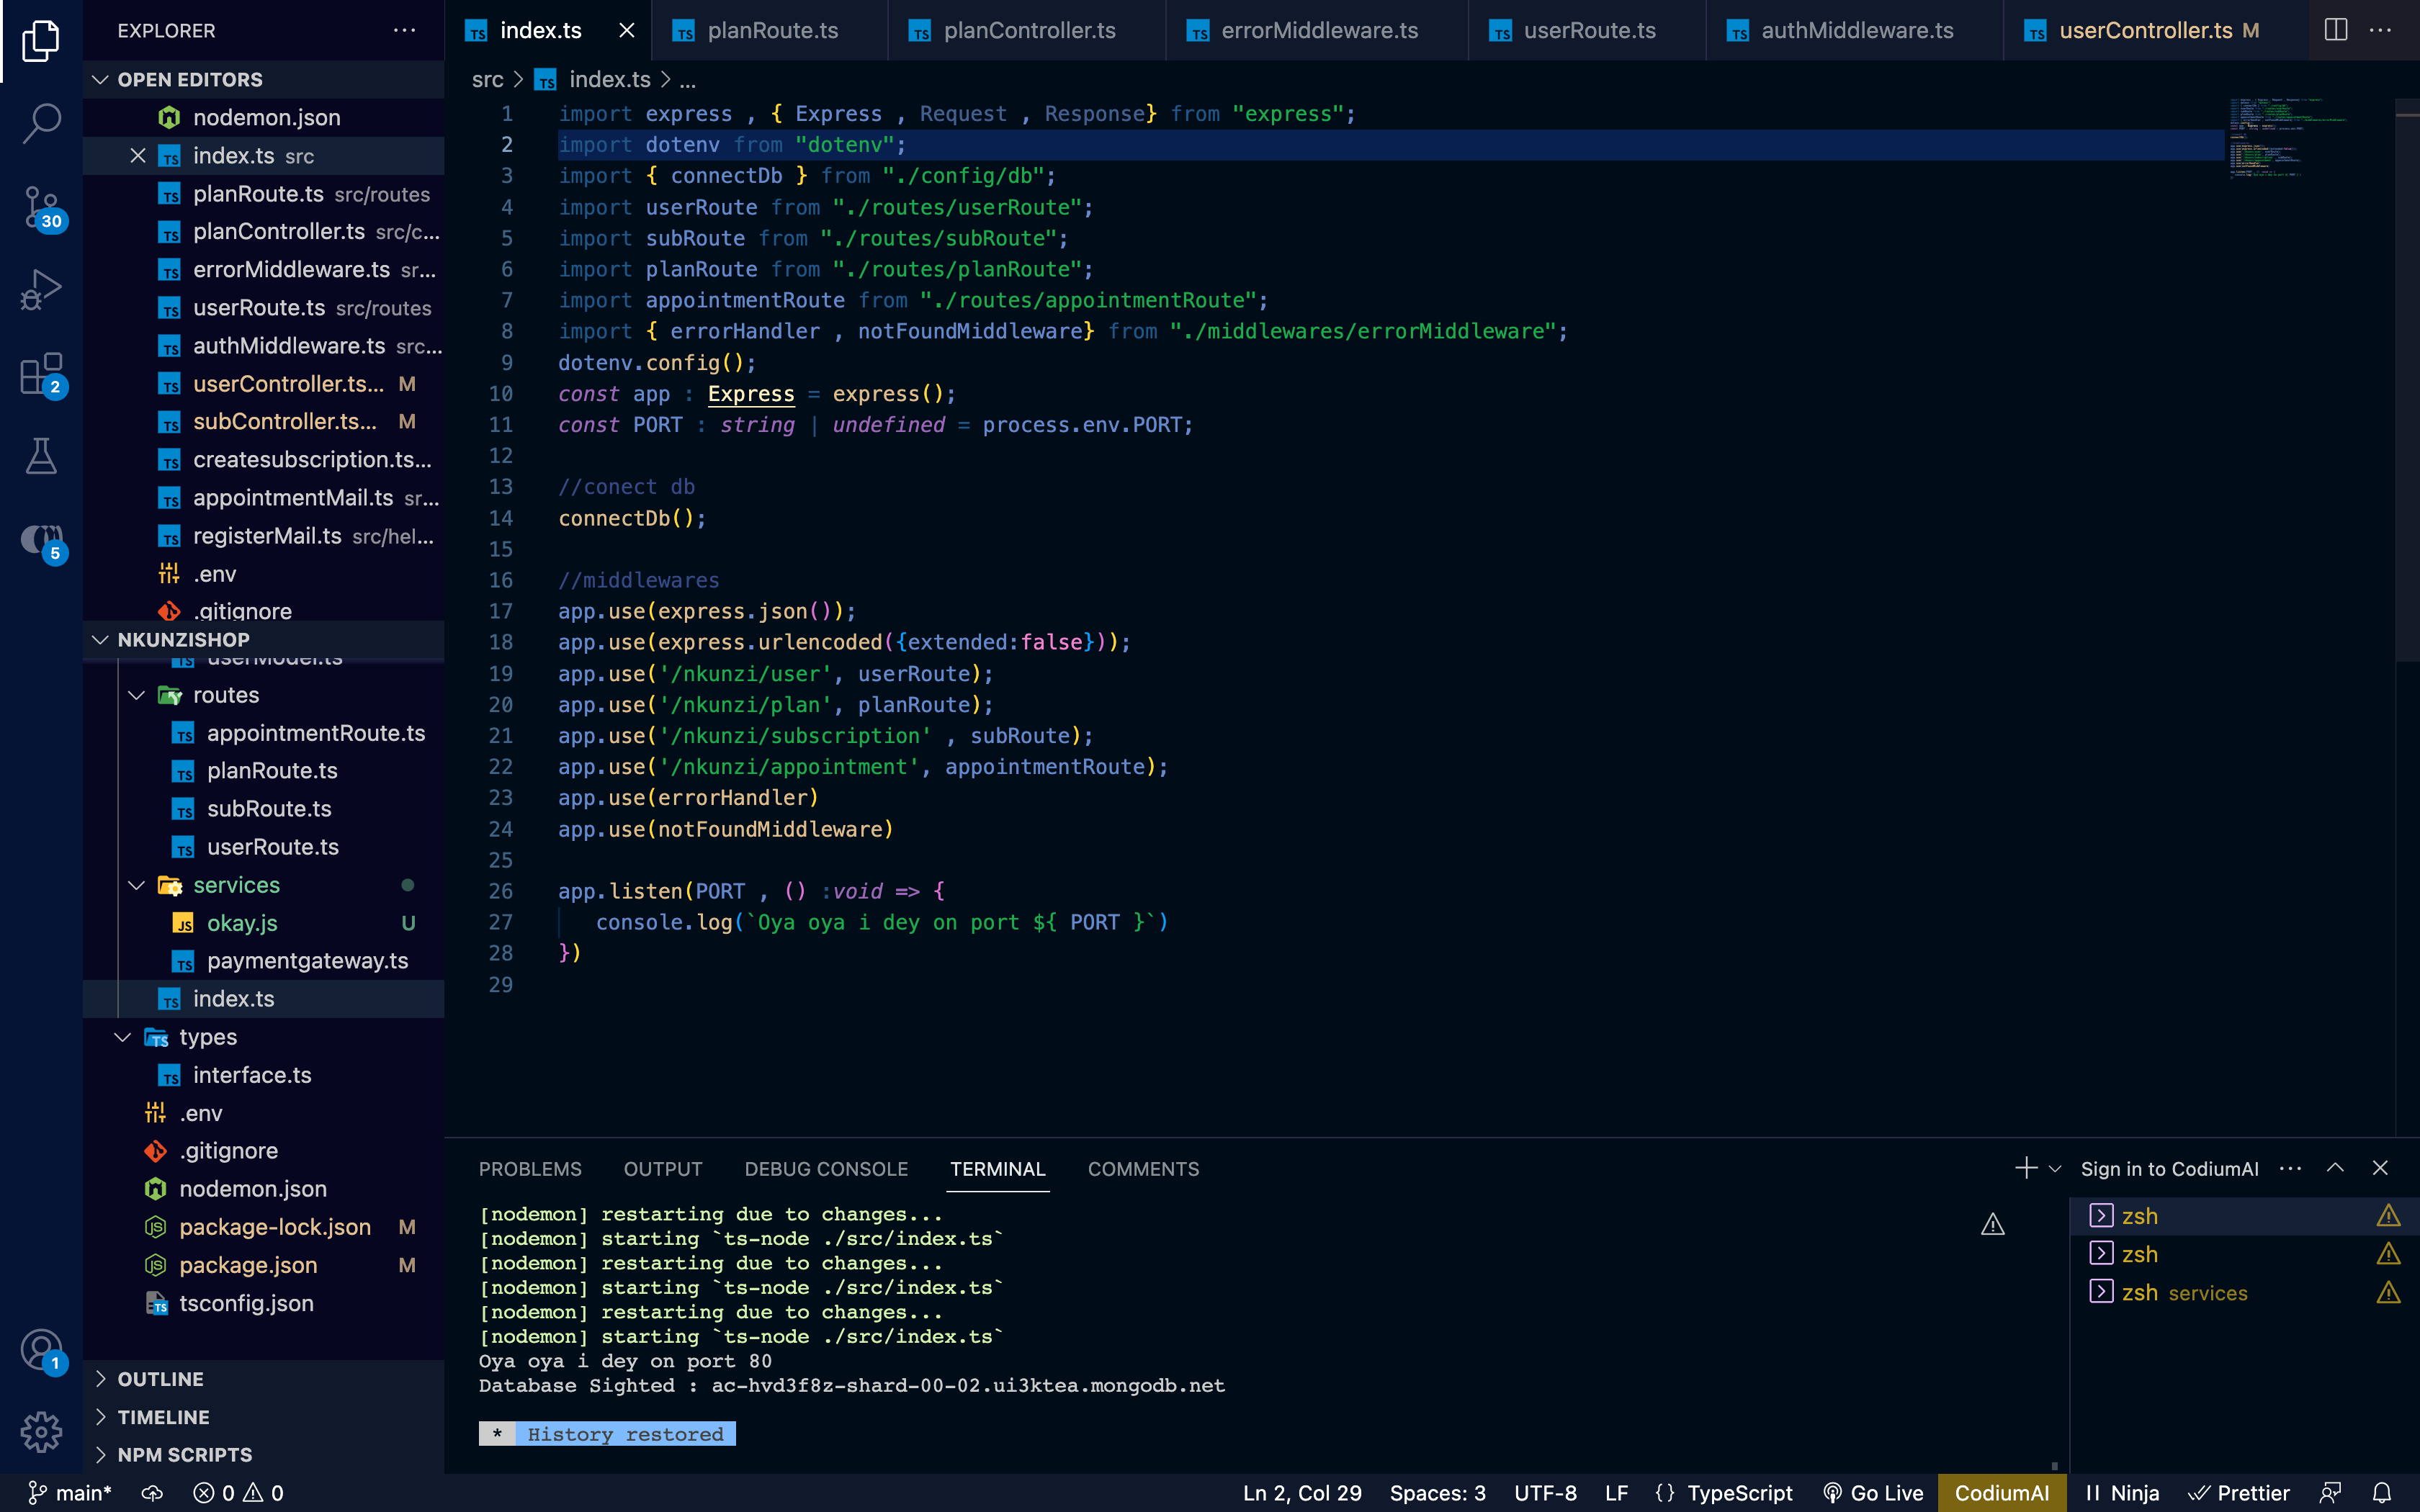 EXPLORER
OPEN EDITORS
nodemon.json
index.ts src
planRoute.ts src/routes
planController.ts src/c...
errorMiddleware.ts sr...
userRoute.ts src/routes
authMiddleware.ts src...
userController.ts... M
subController.ts... M
createsubscription.ts...
appointmentMail.ts sr...
registerMail.ts src/hel...
.env
.gitignore
NKUNZISHOP
userModel.ts
routes
appointmentRoute.ts
planRoute.ts
subRoute.ts
userRoute.ts
services
okay.js U
paymentgateway.ts
index.ts
types
interface.ts
.env
.gitignore
nodemon.json
package-lock.json M
package.json M
tsconfig.json
OUTLINE
TIMELINE
NPM SCRIPTS
30
2
5
1
index.ts planRoute.ts planController.ts errorMiddleware.ts userRoute.ts authMiddleware.ts userController.ts M
src > index.ts > ...
1 import express , { Express , Request , Response} from "express";
2 import dotenv from "dotenv";
3 import { connectDb } from "./config/db";
4 import userRoute from "./routes/userRoute";
5 import subRoute from "./routes/subRoute";
6 import planRoute from "./routes/planRoute";
7 import appointmentRoute from "./routes/appointmentRoute";
8 import { errorHandler , notFoundMiddleware} from "./middlewares/errorMiddleware";
9 dotenv.config();
10 const app : Express = express();
11 const PORT : string | undefined = process.env.PORT;
12
13 //conect db
14 connectDb();
15
16 //middlewares
17 app.use(express.json());
18 app.use(express.urlencoded({extended:false}));
19 app.use('/nkunzi/user', userRoute);
20 app.use('/nkunzi/plan', planRoute);
21 app.use('/nkunzi/subscription' , subRoute);
22 app.use('/nkunzi/appointment', appointmentRoute);
23 app.use(errorHandler)
24 app.use(notFoundMiddleware)
25
26 app.listen(PORT , () :void => {
27 console.log(`Oya oya i dey on port ${ PORT }`)
28 })
29
PROBLEMS OUTPUT DEBUG CONSOLE TERMINAL COMMENTS Sign in to CodiumAI
[nodemon] restarting due to changes...
[nodemon] starting `ts-node ./src/index.ts`
[nodemon] restarting due to changes...
[nodemon] starting `ts-node ./src/index.ts`
[nodemon] restarting due to changes...
[nodemon] starting `ts-node ./src/index.ts`
Oya oya i dey on port 80
Database Sighted : ac-hvd3f8z-shard-00-02.ui3ktea.mongodb.net
* History restored
zsh
zsh
zsh services
main* 0 0 Ln 2, Col 29 Spaces: 3 UTF-8 LF {} TypeScript Go Live CodiumAI II Ninja Prettier